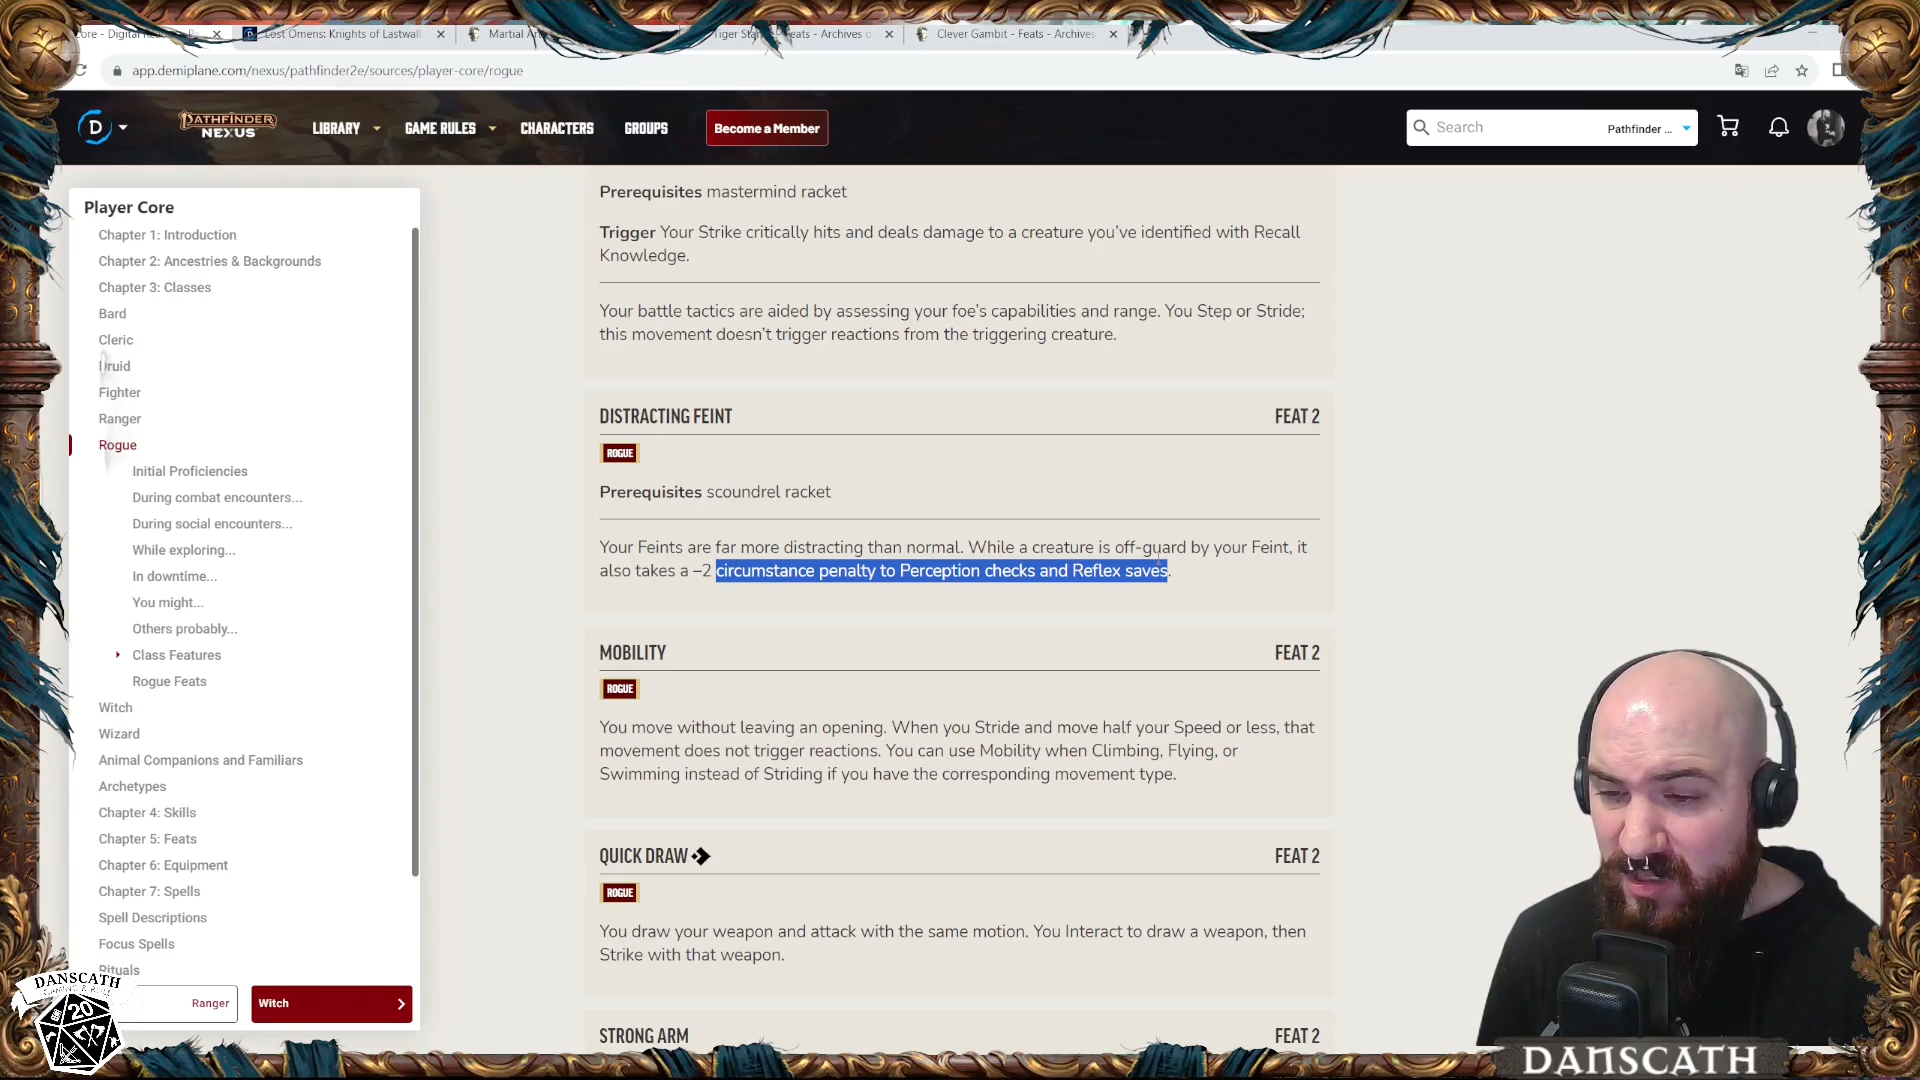 Core - Digital Re
Lost Omens: Knights of Lastwall
Martial Ar
Tiger Sta
eats - Archives o
Clever Gambit - Feats - Archives
app.demiplane.com/nexus/pathfinder2e/sources/player-core/rogue
D
PATHFINDER
NEXUS
LIBRARY
GAME RULES
CHARACTERS
GROUPS
Become a Member
Search
Pathfinder ...
Player Core
Chapter 1: Introduction
Chapter 2: Ancestries & Backgrounds
Chapter 3: Classes
Bard
Cleric
Druid
Fighter
Ranger
Rogue
Initial Proficiencies
During combat encounters...
During social encounters...
While exploring...
In downtime...
You might...
Others probably...
Class Features
Rogue Feats
Witch
Wizard
Animal Companions and Familiars
Archetypes
Chapter 4: Skills
Chapter 5: Feats
Chapter 6: Equipment
Chapter 7: Spells
Spell Descriptions
Focus Spells
Rituals
Ranger
Witch
Prerequisites mastermind racket
Trigger Your Strike critically hits and deals damage to a creature you've identified with Recall
Knowledge.
Your battle tactics are aided by assessing your foe's capabilities and range. You Step or Stride;
this movement doesn't trigger reactions from the triggering creature.
DISTRACTING FEINT FEAT 2
ROGUE
Prerequisites scoundrel racket
Your Feints are far more distracting than normal. While a creature is off-guard by your Feint, it
also takes a –2 circumstance penalty to Perception checks and Reflex saves.
MOBILITY FEAT 2
ROGUE
You move without leaving an opening. When you Stride and move half your Speed or less, that
movement does not trigger reactions. You can use Mobility when Climbing, Flying, or
Swimming instead of Striding if you have the corresponding movement type.
QUICK DRAW FEAT 2
ROGUE
You draw your weapon and attack with the same motion. You Interact to draw a weapon, then
Strike with that weapon.
STRONG ARM FEAT 2
DANSCATH
20
DANSCATH